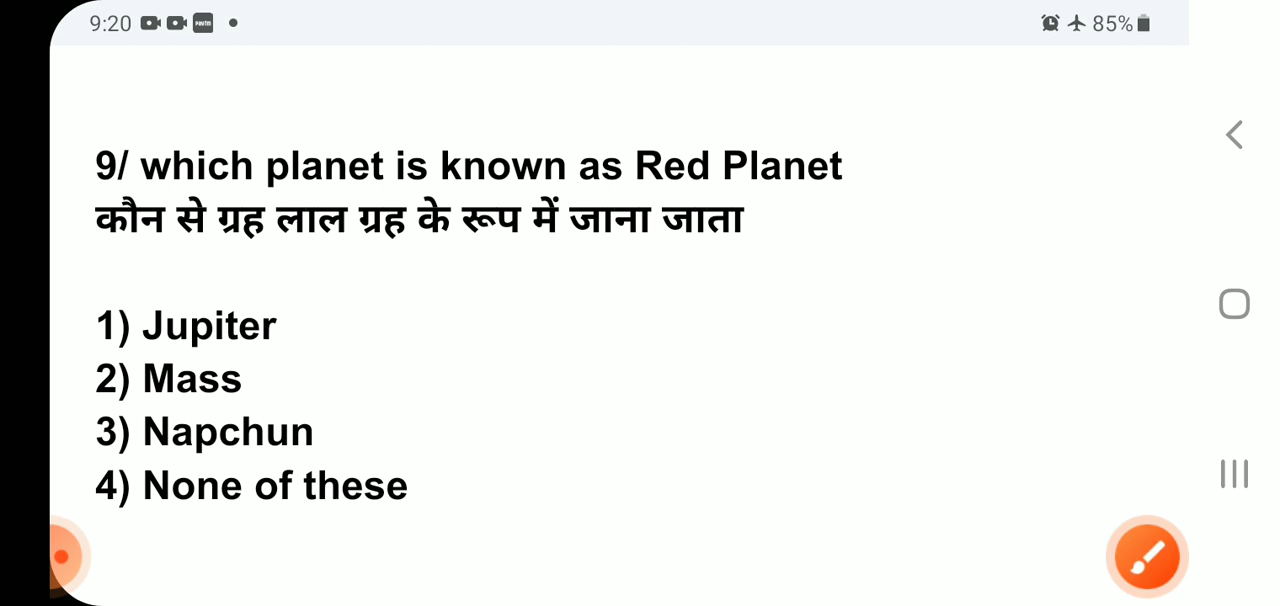 9:20 85%
9/ which planet is known as Red Planet
कौन से ग्रह लाल ग्रह के रूप में जाना जाता
1) Jupiter
2) Mass
3) Napchun
4) None of these